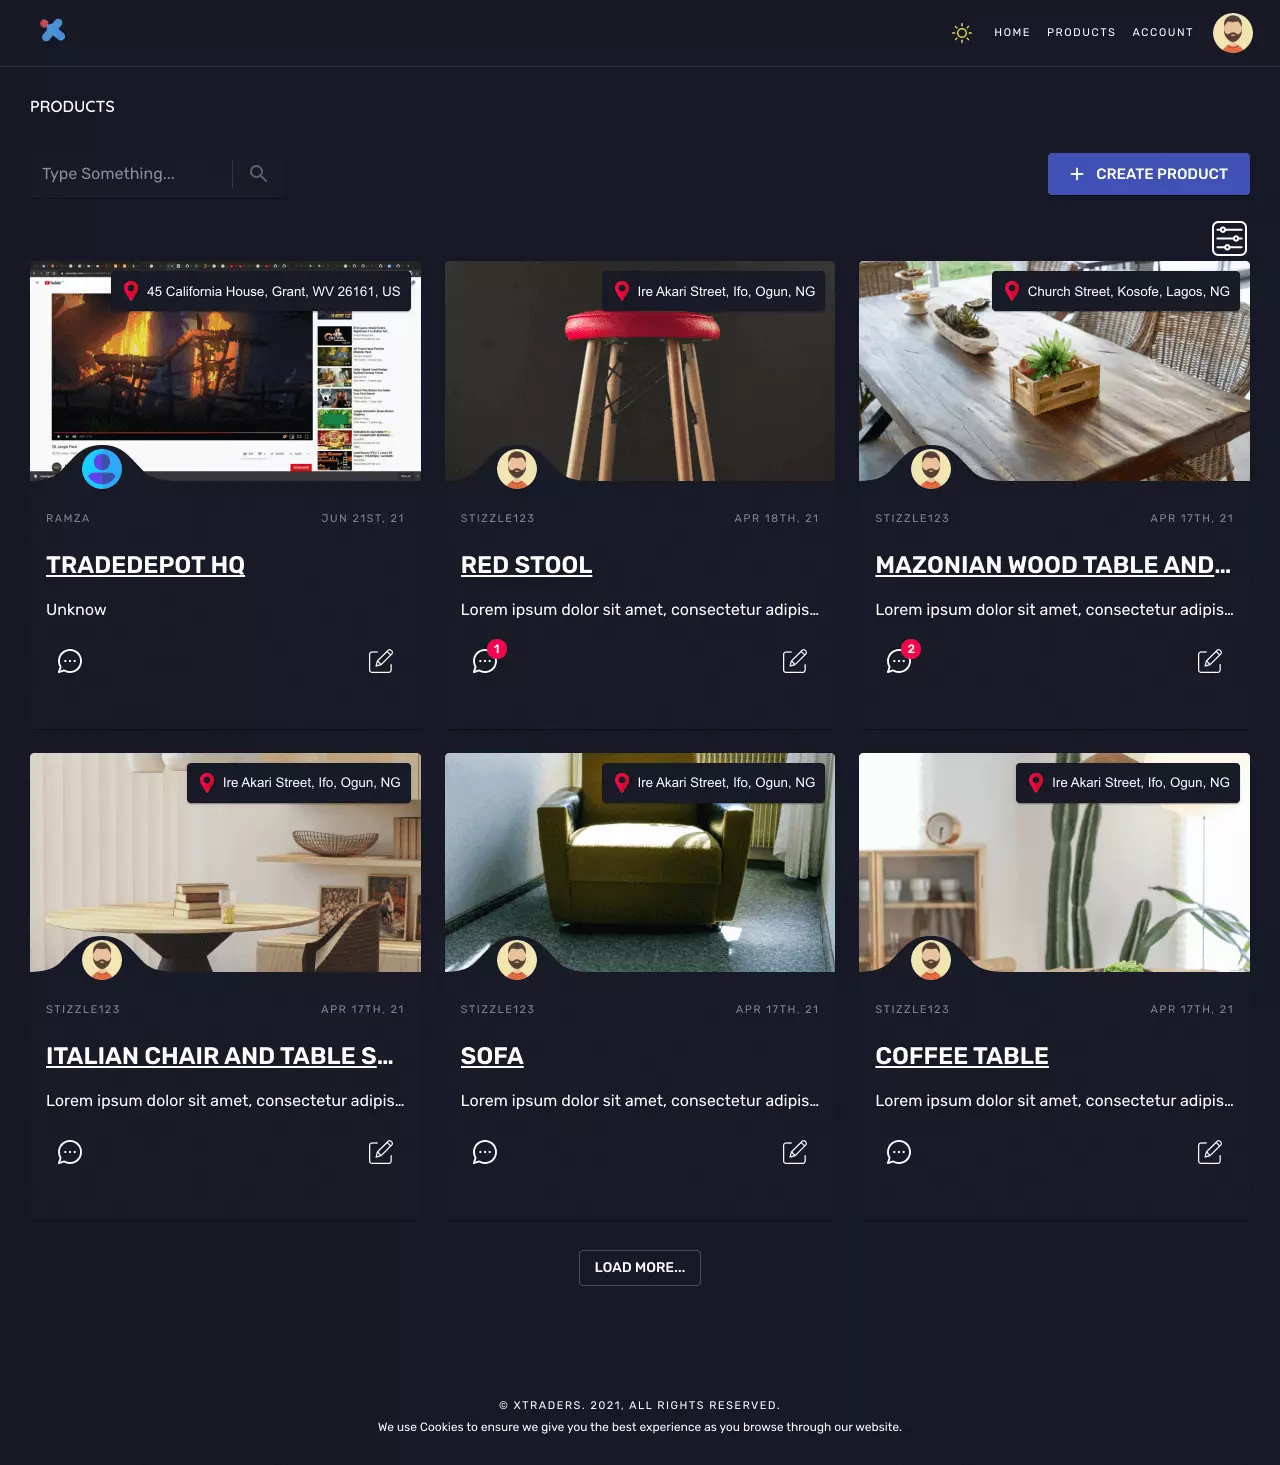 HOME PRODUCTS ACCOUNT
PRODUCTS
Type Something...
CREATE PRODUCT
45 California House, Grant, WV 26161, US
Ire Akari Street, Ifo, Ogun, NG
Church Street, Kosofe, Lagos, NG
RAMZA JUN 21ST, 21
STIZZLE123 APR 18TH, 21
STIZZLE123 APR 17TH, 21
TRADEDEPOT HQ
RED STOOL
MAZONIAN WOOD TABLE AND...
Unknow
Lorem ipsum dolor sit amet, consectetur adipis...
Lorem ipsum dolor sit amet, consectetur adipis...
1
2
Ire Akari Street, Ifo, Ogun, NG
Ire Akari Street, Ifo, Ogun, NG
Ire Akari Street, Ifo, Ogun, NG
STIZZLE123 APR 17TH, 21
STIZZLE123 APR 17TH, 21
STIZZLE123 APR 17TH, 21
ITALIAN CHAIR AND TABLE S...
SOFA
COFFEE TABLE
Lorem ipsum dolor sit amet, consectetur adipis...
Lorem ipsum dolor sit amet, consectetur adipis...
Lorem ipsum dolor sit amet, consectetur adipis...
LOAD MORE...
© XTRADERS. 2021, ALL RIGHTS RESERVED.
We use Cookies to ensure we give you the best experience as you browse through our website.